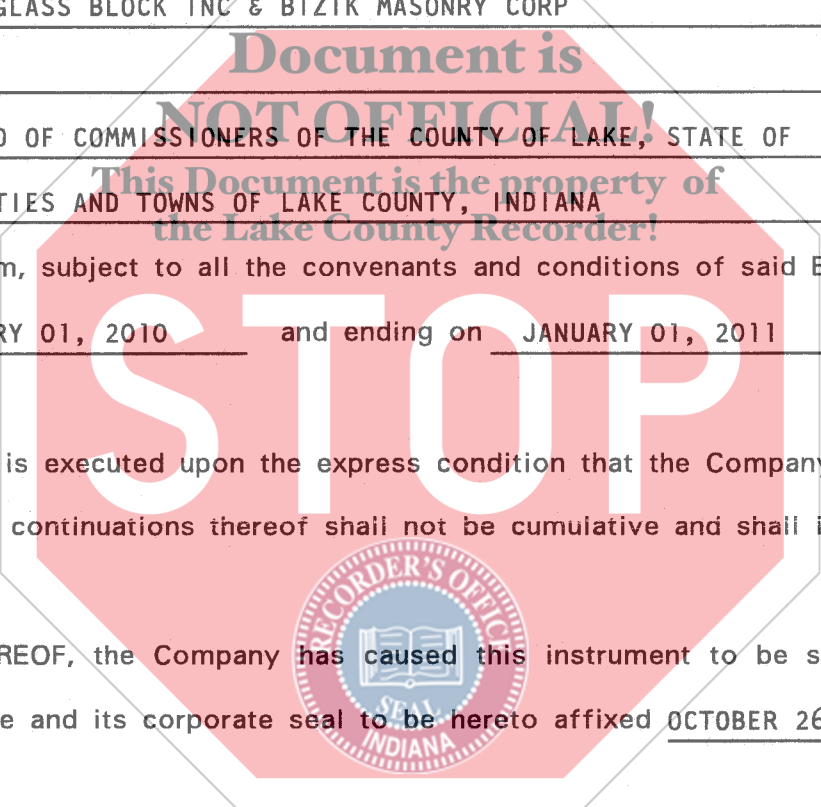 GLASS BLOCK INC & BIZIK MASONRY CORP
Document is
NOT OFFICIAL!
D OF COMMISSIONERS OF THE COUNTY OF LAKE, STATE OF
This Document is the property of
TIES AND TOWNS OF LAKE COUNTY, INDIANA
the Lake County Recorder!
m, subject to all the convenants and conditions of said B
RY 01, 2010 and ending on JANUARY 01, 2011
STOP
is executed upon the express condition that the Company
continuations thereof shall not be cumulative and shall i
RECORDER'S OFFIC
REOF, the Company has caused this instrument to be s
SEAL
e and its corporate seal to be hereto affixed OCTOBER 26
INDIANA